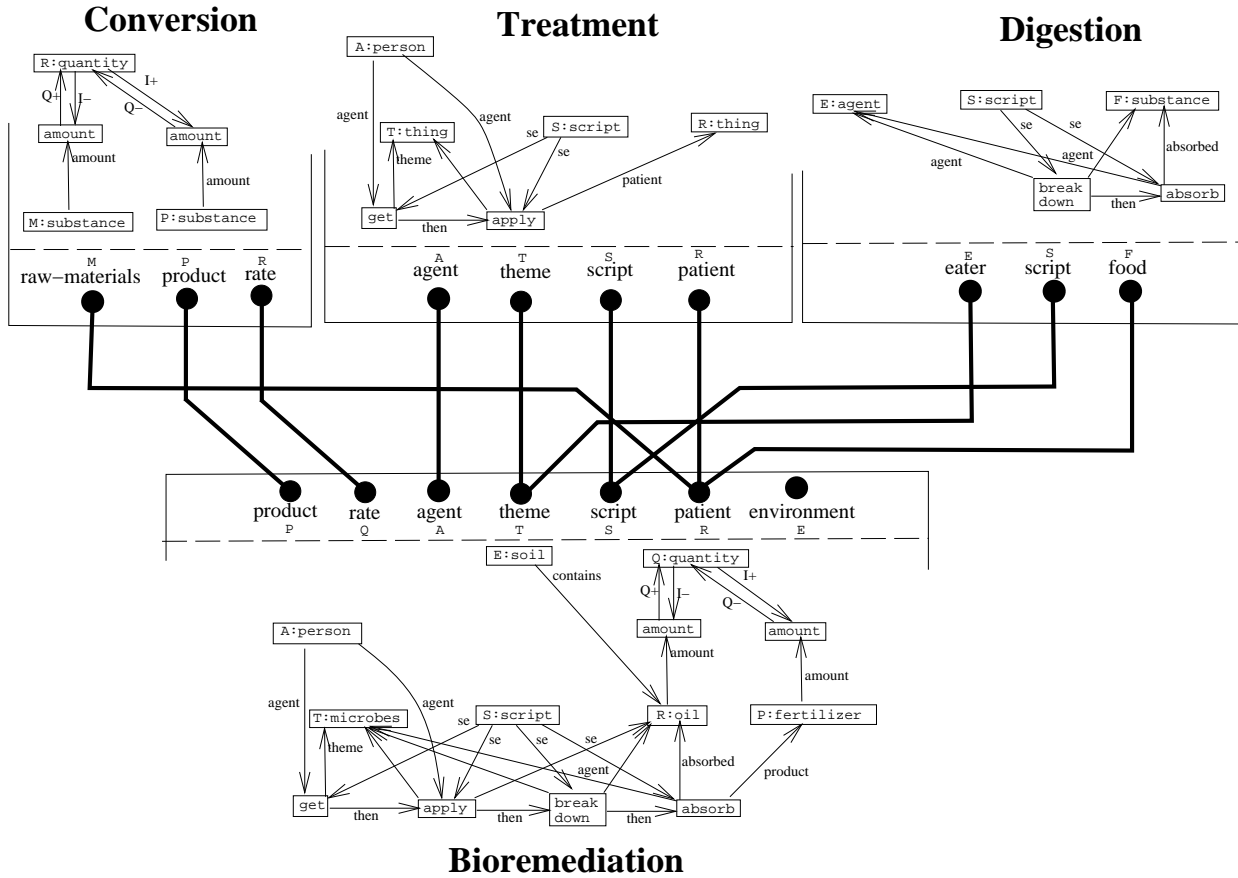 Conversion
Treatment
Digestion
R:quantity
Q+
I−
I+
Q−
amount
amount
amount
amount
M:substance
P:substance
A:person
agent
agent
T:thing
S:script
R:thing
theme
se
se
patient
get
then
apply
E:agent
S:script
F:substance
se
se
agent
agent
absorbed
break
down
then
absorb
M
P
R
raw−materials
product
rate
A
T
S
R
agent
theme
script
patient
E
S
F
eater
script
food
product
rate
agent
theme
script
patient
environment
P
Q
A
T
S
R
E
E:soil
contains
Q:quantity
Q+
I−
I+
Q−
amount
amount
amount
amount
A:person
agent
agent
T:microbes
S:script
R:oil
P:fertilizer
theme
se
se
se
se
agent
absorbed
product
get
then
apply
then
break
down
then
absorb
Bioremediation